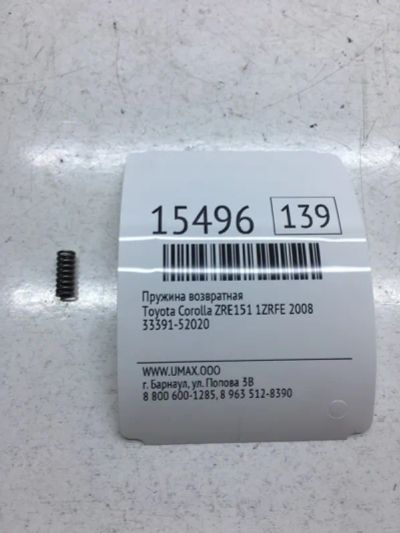 15496 139
Пружина возвратная
Toyota Corolla ZRE151 1ZRFE 2008
33391-52020
WWW.UMAX.OOO
г. Барнаул, ул. Попова 3В
8 800 600-1285, 8 963 512-8390